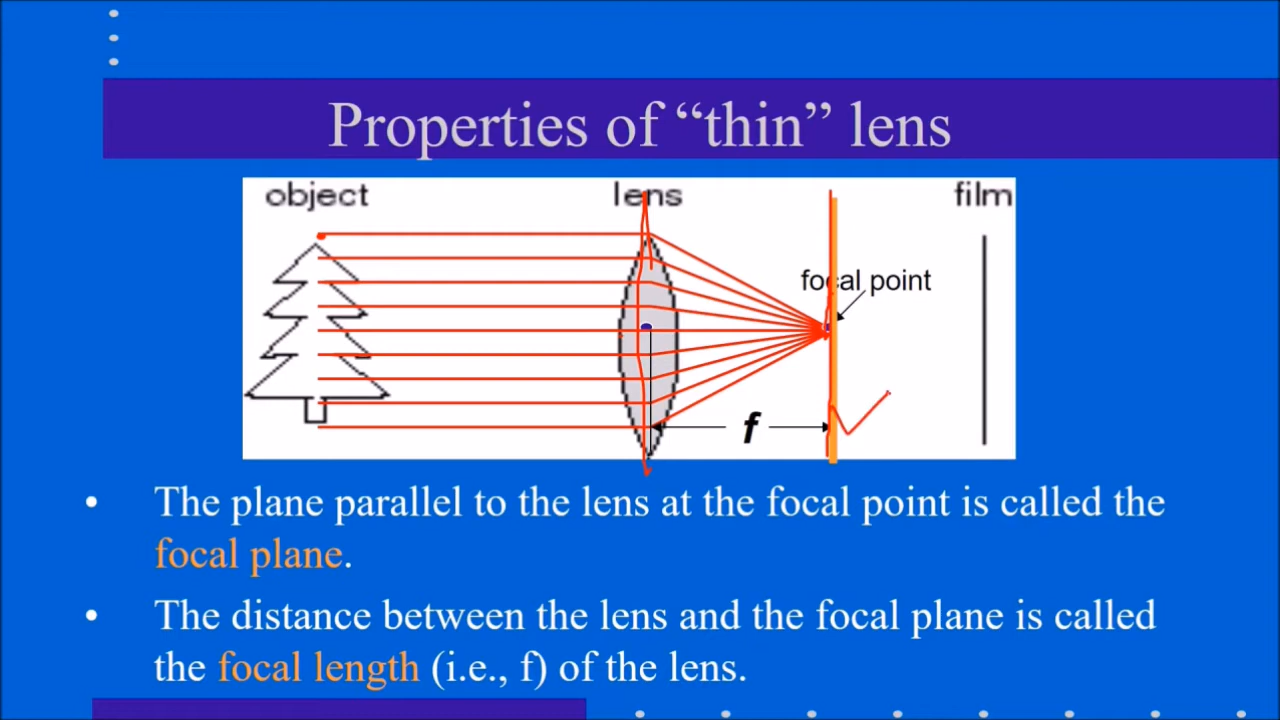 Properties of “thin” lens
object lens film
focal point
f
• The plane parallel to the lens at the focal point is called the
focal plane.
• The distance between the lens and the focal plane is called
the focal length (i.e., f) of the lens.